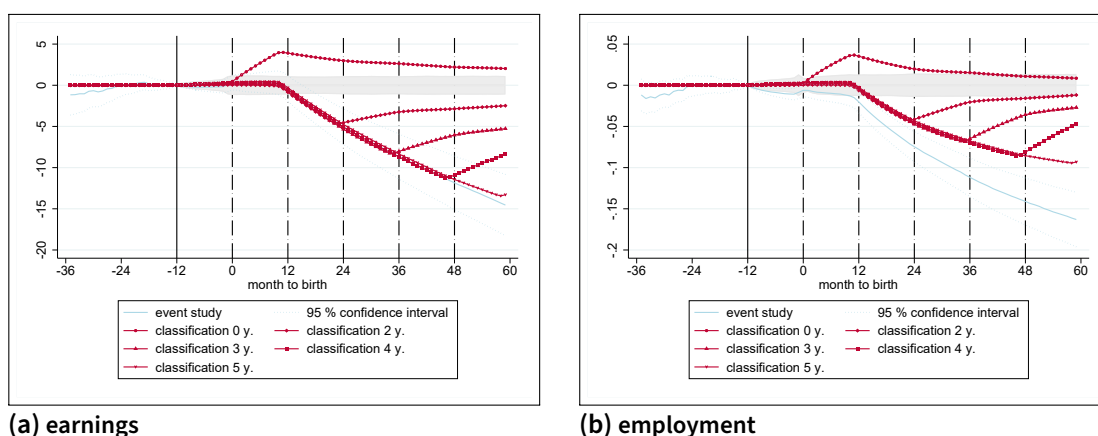 5
0
-5
-10
-15
-20
-36 -24 -12 0 12 24 36 48 60
month to birth
event study 95 % confidence interval
classification 0 y. classification 2 y.
classification 3 y. classification 4 y.
classification 5 y.
(a) earnings
.05
0
.05
-.1
.15
-.2
-36 -24 -12 0 12 24 36 48 60
month to birth
event study 95 % confidence interval
classification 0 y. classification 2 y.
classification 3 y. classification 4 y.
classification 5 y.
(b) employment